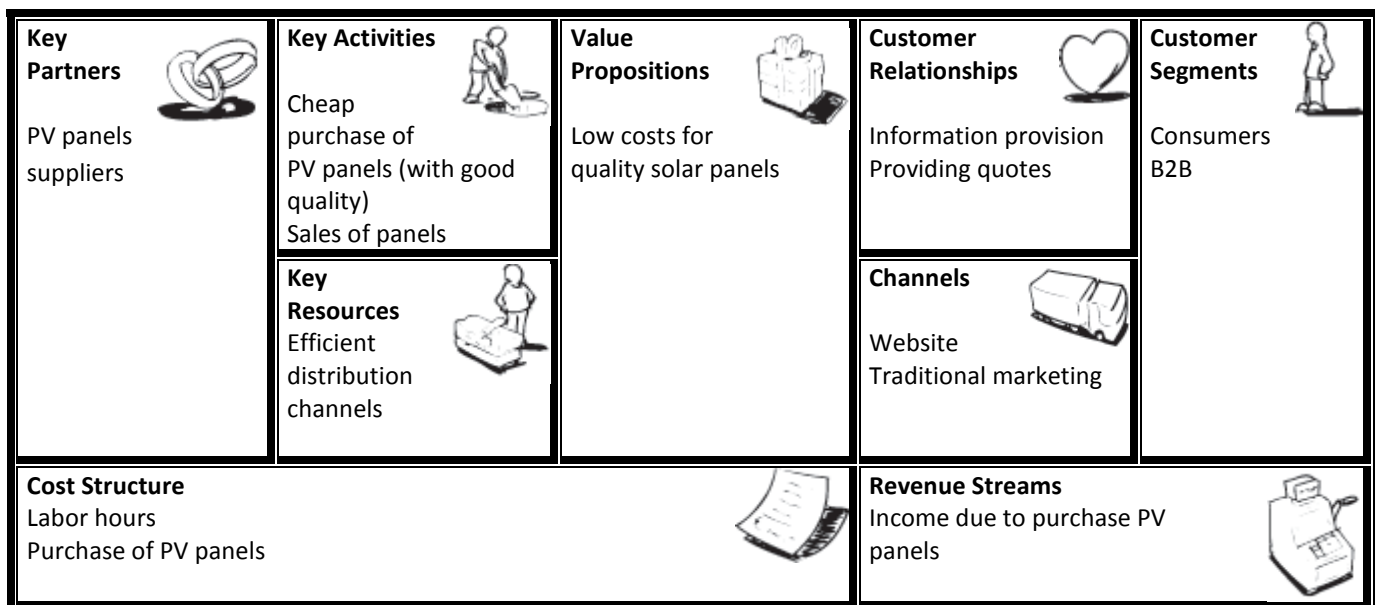 Key
Partners
PV panels
suppliers
Key Activities
Cheap
purchase of
PV panels (with good
quality)
Sales of panels
Key
Resources
Efficient
distribution
channels
Value
Propositions
Low costs for
quality solar panels
Customer
Relationships
Information provision
Providing quotes
Channels
Website
Traditional marketing
Customer
Segments
Consumers
B2B
Cost Structure
Labor hours
Purchase of PV panels
Revenue Streams
Income due to purchase PV
panels